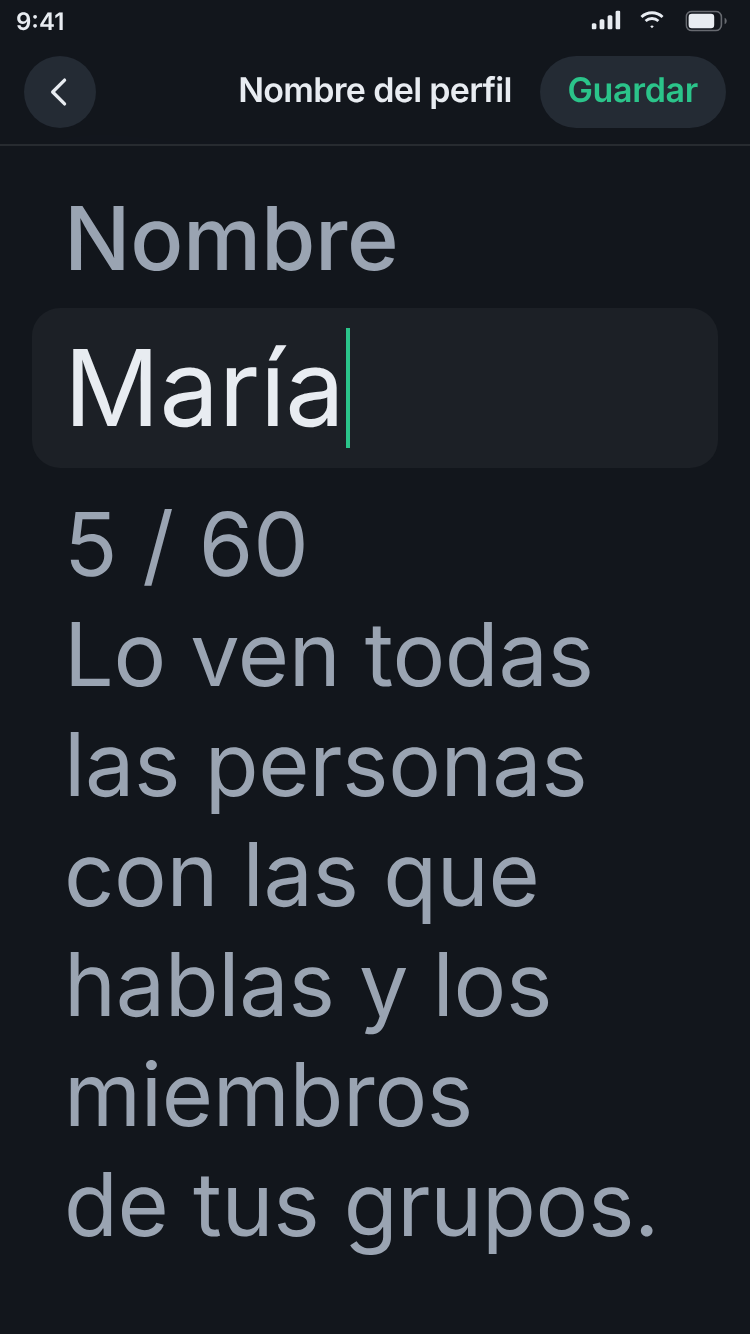 9:41
Nombre del perfil
Guardar
Nombre
María
5 / 60
Lo ven todas
las personas
con las que
hablas y los
miembros
de tus grupos.